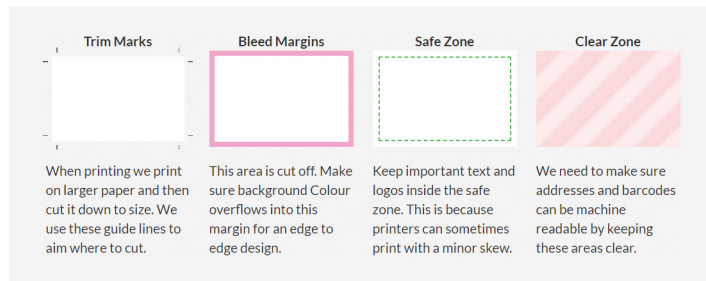 Trim Marks
When printing we print
on larger paper and then
cut it down to size. We
use these guide lines to
aim where to cut.
Bleed Margins
This area is cut off. Make
sure background Colour
overflows into this
margin for an edge to
edge design.
Safe Zone
Keep important text and
logos inside the safe
zone. This is because
printers can sometimes
print with a minor skew.
Clear Zone
We need to make sure
addresses and barcodes
can be machine
readable by keeping
these areas clear.